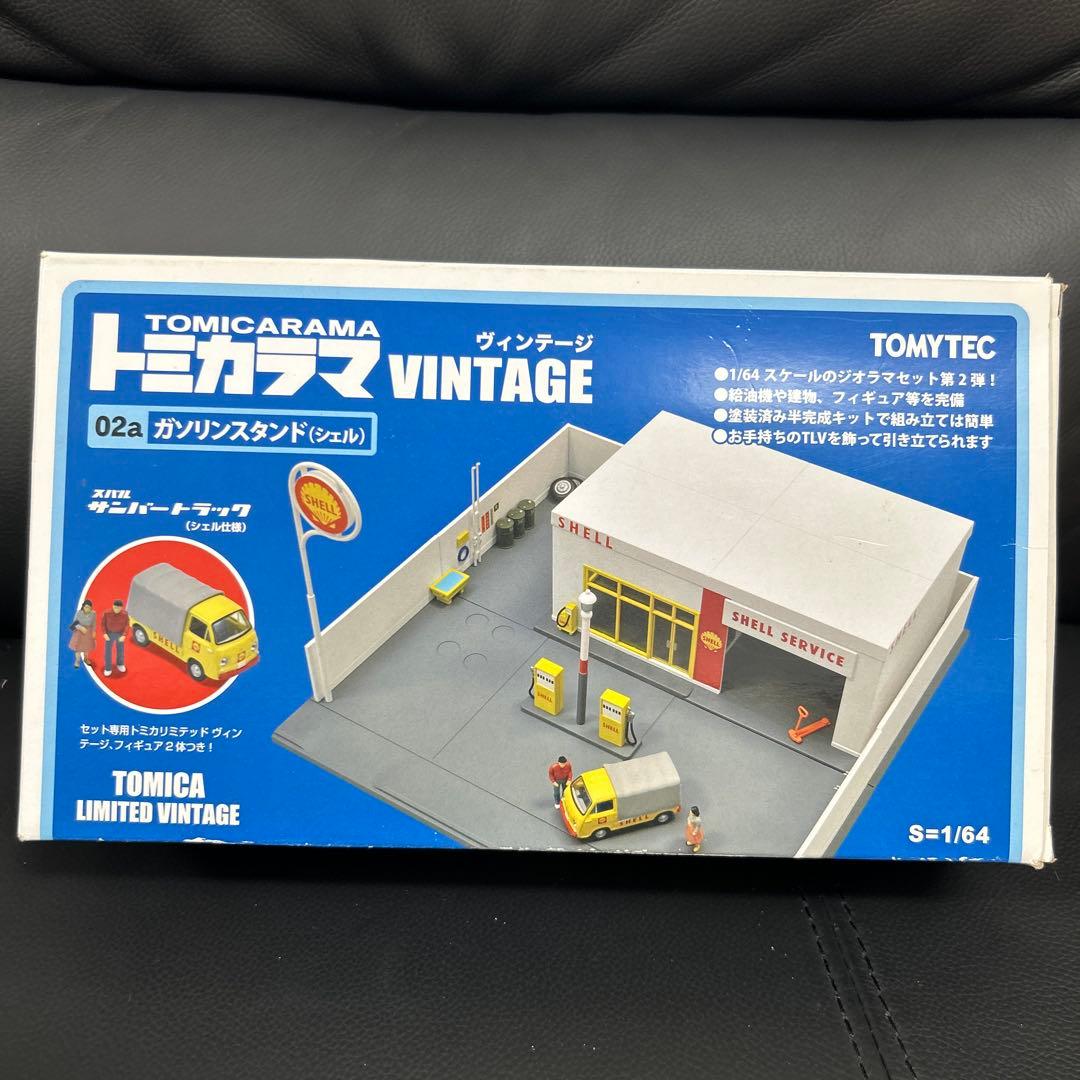 TOMICARAMA
トミカラマ
ヴィンテージ
VINTAGE
TOMYTEC
02a ガソリンスタンド(シェル)
●1/64 スケールのジオラマセット第2弾!
●給油機や建物、フィギュア等を完備
●塗装済み半完成キットで組み立ては簡単
●お手持ちのTLVを飾って引き立てられます
スバル
サンバートラック
(シェル仕様)
SHELL
セット専用トミカリミテッド ヴィン
テージ、フィギュア2体つき!
TOMICA
LIMITED VINTAGE
SHELL
SHELL
SHELL
SHELL SERVICE
SHELL
SHELL
SHELL
SHELL
S=1/64